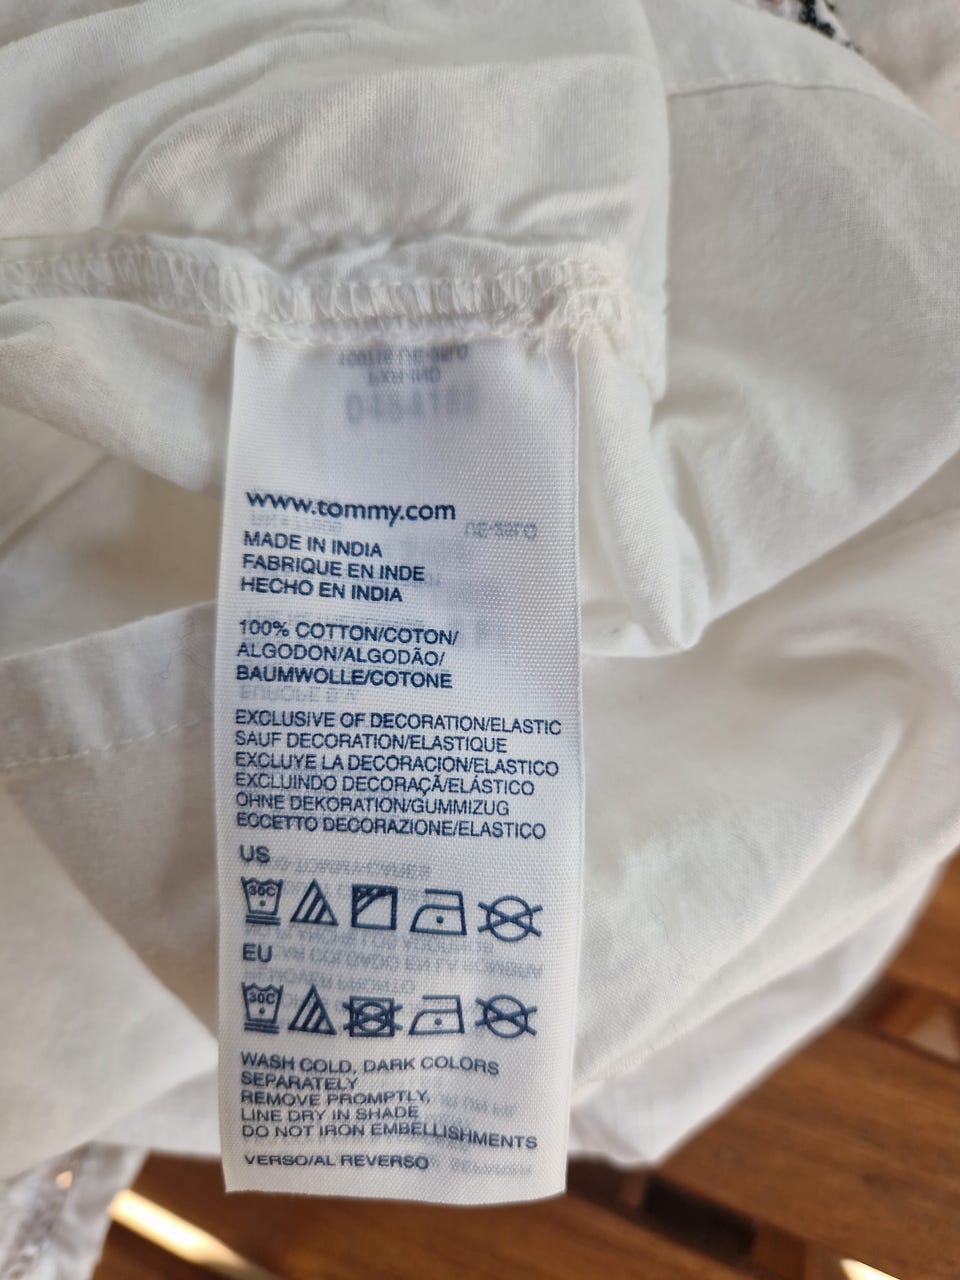 www.tommy.com
MADE IN INDIA
FABRIQUE EN INDE
HECHO EN INDIA
100% COTTON/COTON/
ALGODON/ALGODÃO/
BAUMWOLLE/COTONE
EXCLUSIVE OF DECORATION/ELASTIC
SAUF DECORATION/ELASTIQUE
EXCLUYE LA DECORACION/ELASTICO
EXCLUINDO DECORAÇÃ/ELÁSTICO
OHNE DEKORATION/GUMMIZUG
ECCETTO DECORAZIONE/ELASTICO
US
30C
EU
30C
WASH COLD, DARK COLORS
SEPARATELY
REMOVE PROMPTLY,
LINE DRY IN SHADE
DO NOT IRON EMBELLISHMENTS
VERSO/AL REVERSO